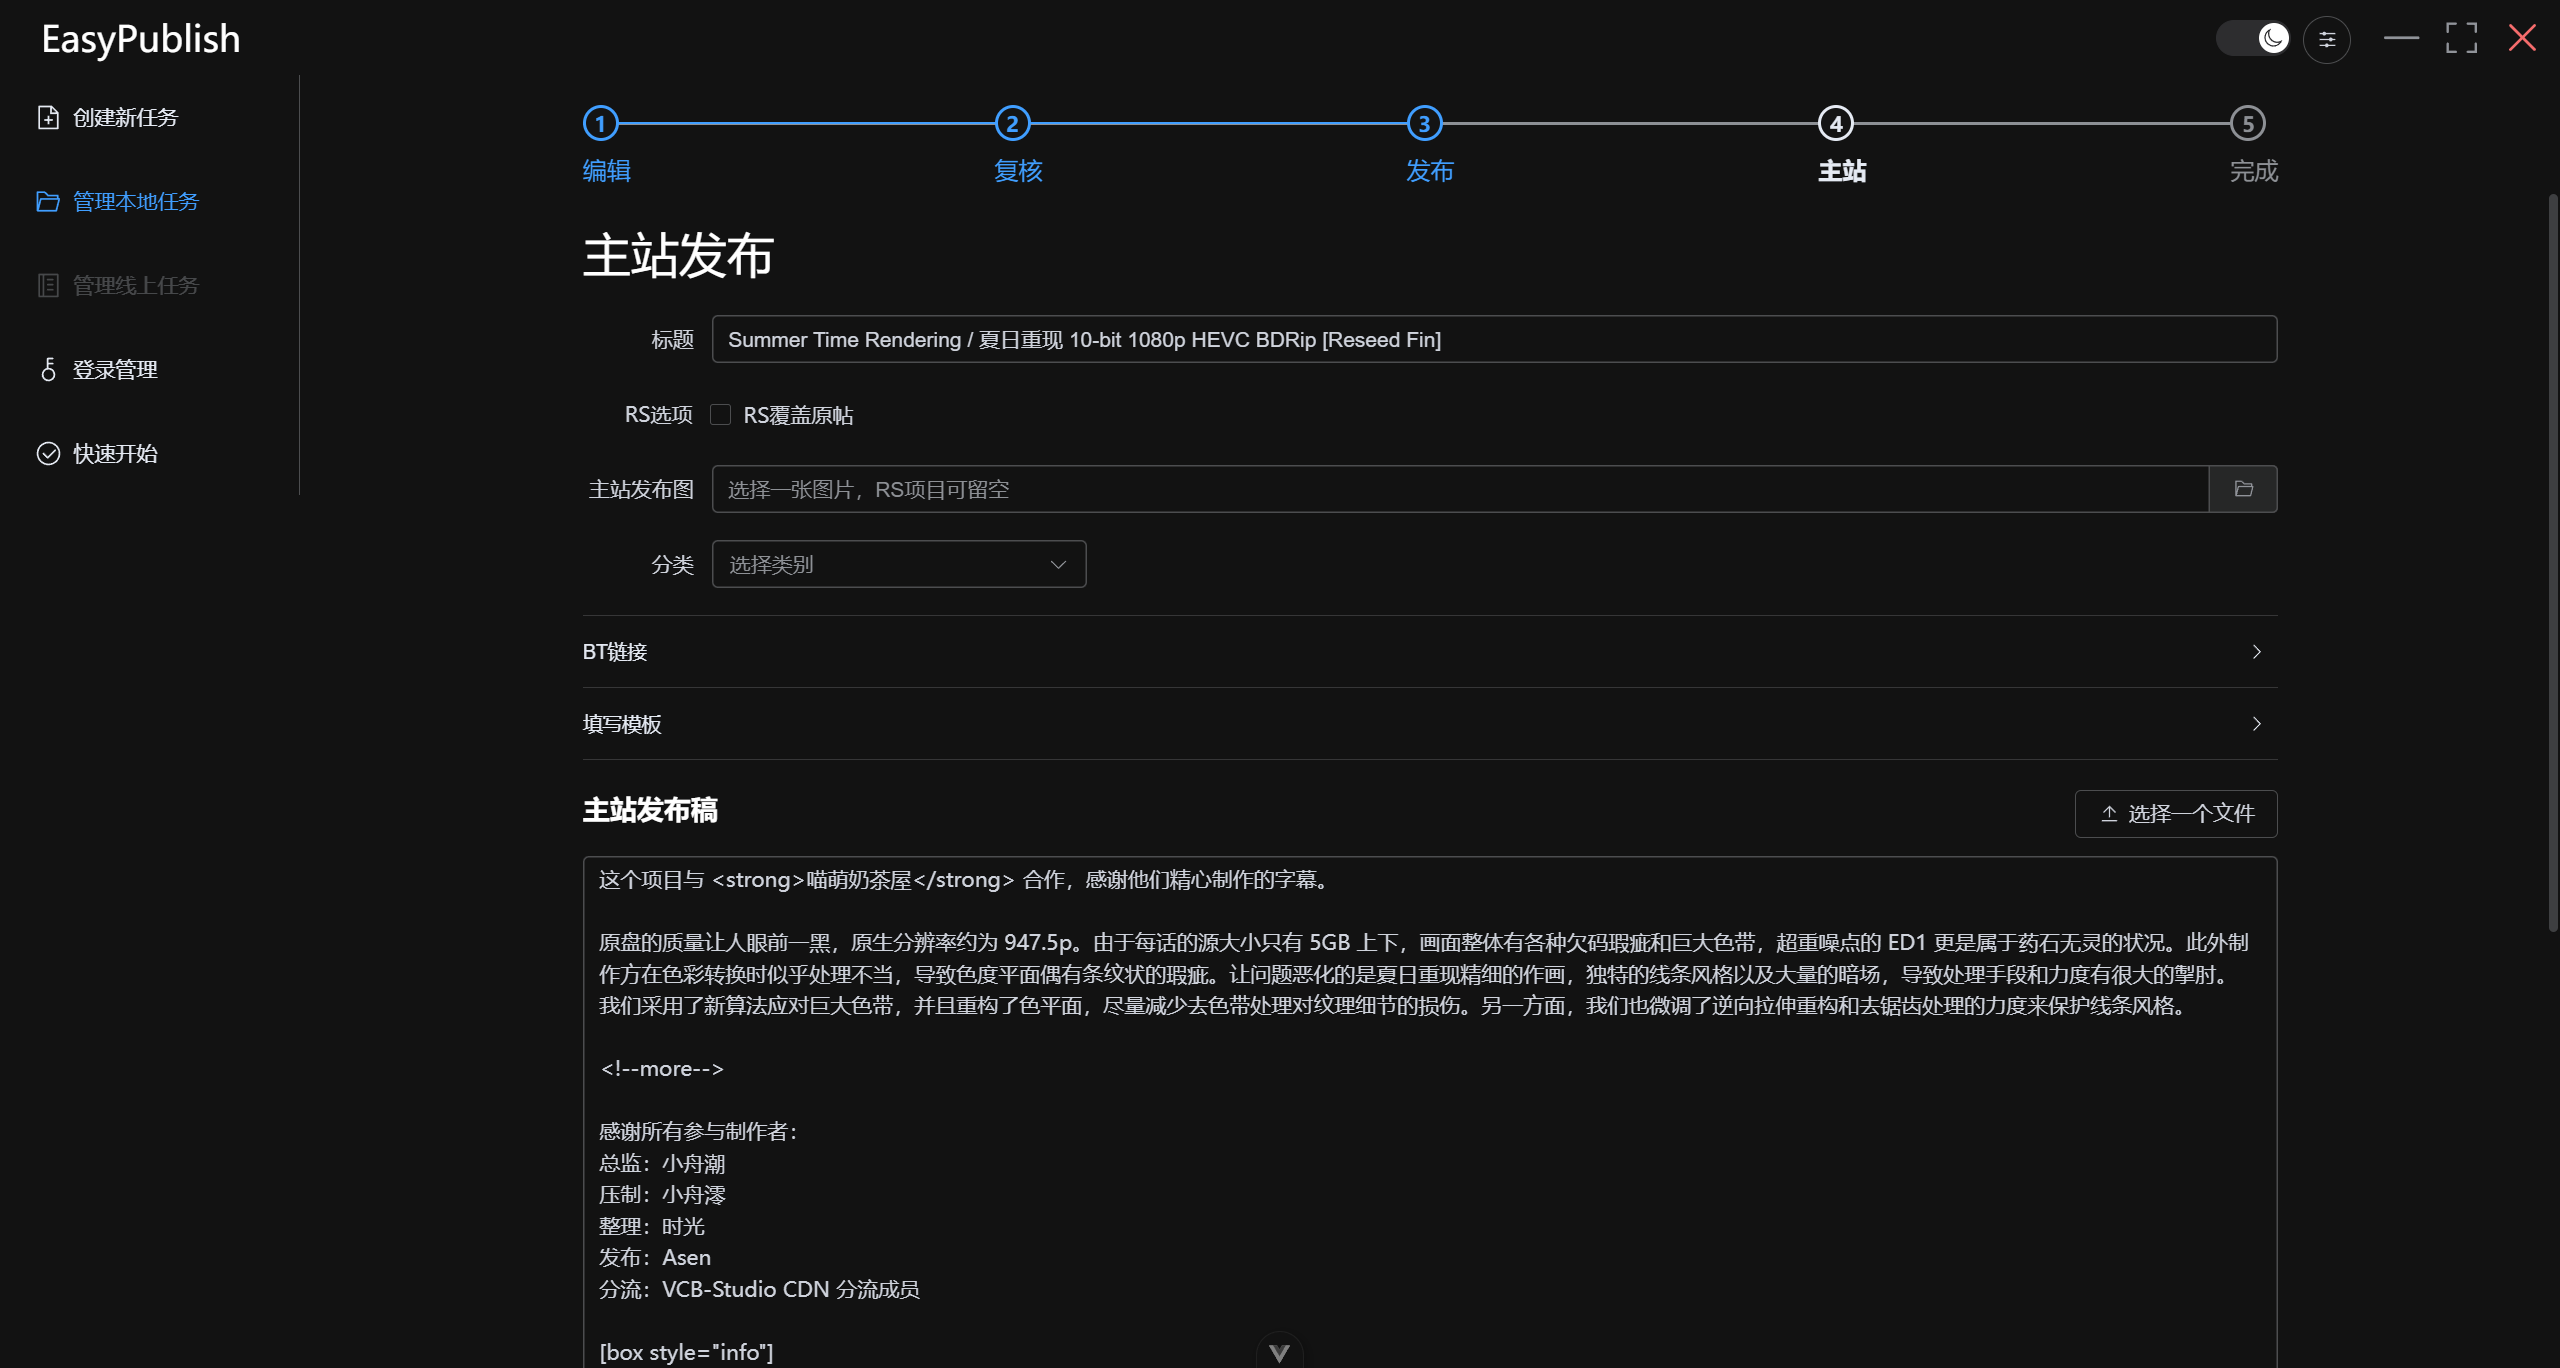 EasyPublish
创建新任务
管理本地任务
管理线上任务
登录管理
快速开始
1 2 3 4 5
编辑 复核 发布 主站 完成
主站发布
标题 Summer Time Rendering / 夏日重现 10-bit 1080p HEVC BDRip [Reseed Fin]
RS选项 RS覆盖原帖
主站发布图 选择一张图片，RS项目可留空
分类 选择类别
BT链接
填写模板
主站发布稿 选择一个文件
这个项目与 <strong>喵萌奶茶屋</strong> 合作，感谢他们精心制作的字幕。
原盘的质量让人眼前一黑，原生分辨率约为 947.5p。由于每话的源大小只有 5GB 上下，画面整体有各种欠码瑕疵和巨大色带，超重噪点的 ED1 更是属于药石无灵的状况。此外制
作方在色彩转换时似乎处理不当，导致色度平面偶有条纹状的瑕疵。让问题恶化的是夏日重现精细的作画，独特的线条风格以及大量的暗场，导致处理手段和力度有很大的掣肘。
我们采用了新算法应对巨大色带，并且重构了色平面，尽量减少去色带处理对纹理细节的损伤。另一方面，我们也微调了逆向拉伸重构和去锯齿处理的力度来保护线条风格。
<!--more-->
感谢所有参与制作者：
总监：小舟潮
压制：小舟澪
整理：时光
发布：Asen
分流：VCB-Studio CDN 分流成员
[box style="info"]